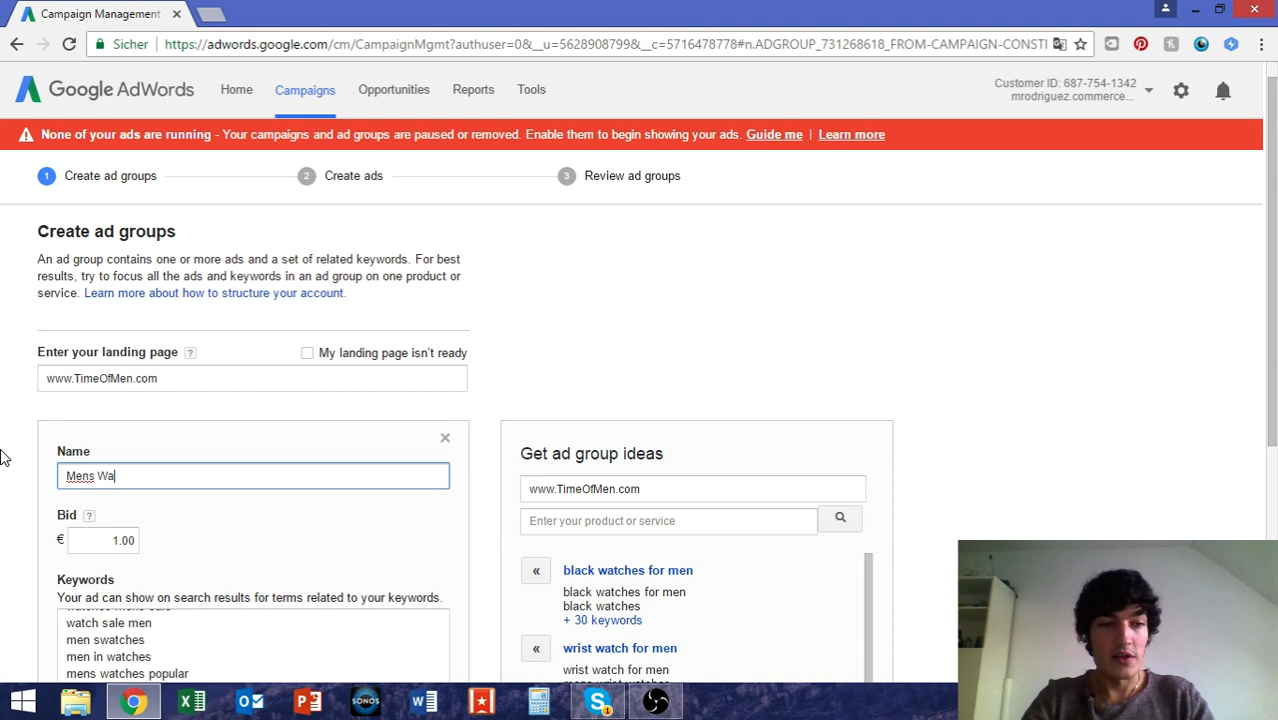 Campaign Management
Sicher
https://adwords.google.com/cm/CampaignMgmt?authuser=0&__u=5628908799&__c=5716478778#n.ADGROUP_731268618_FROM-CAMPAIGN-CONSTI
Google AdWords
Home
Campaigns
Opportunities
Reports
Tools
Customer ID: 687-754-1342
mrodriguez.commerce...
None of your ads are running - Your campaigns and ad groups are paused or removed. Enable them to begin showing your ads. Guide me | Learn more
1 Create ad groups
2 Create ads
3 Review ad groups
Create ad groups
An ad group contains one or more ads and a set of related keywords. For best
results, try to focus all the ads and keywords in an ad group on one product or
service. Learn more about how to structure your account.
Enter your landing page ?
My landing page isn't ready
www.TimeOfMen.com
Name
Mens Wa
Bid ?
€ 1.00
Keywords
Your ad can show on search results for terms related to your keywords.
watch sale men
men swatches
men in watches
mens watches popular
Get ad group ideas
www.TimeOfMen.com
Enter your product or service
« black watches for men
black watches for men
black watches
+ 30 keywords
« wrist watch for men
wrist watch for men
SONOS